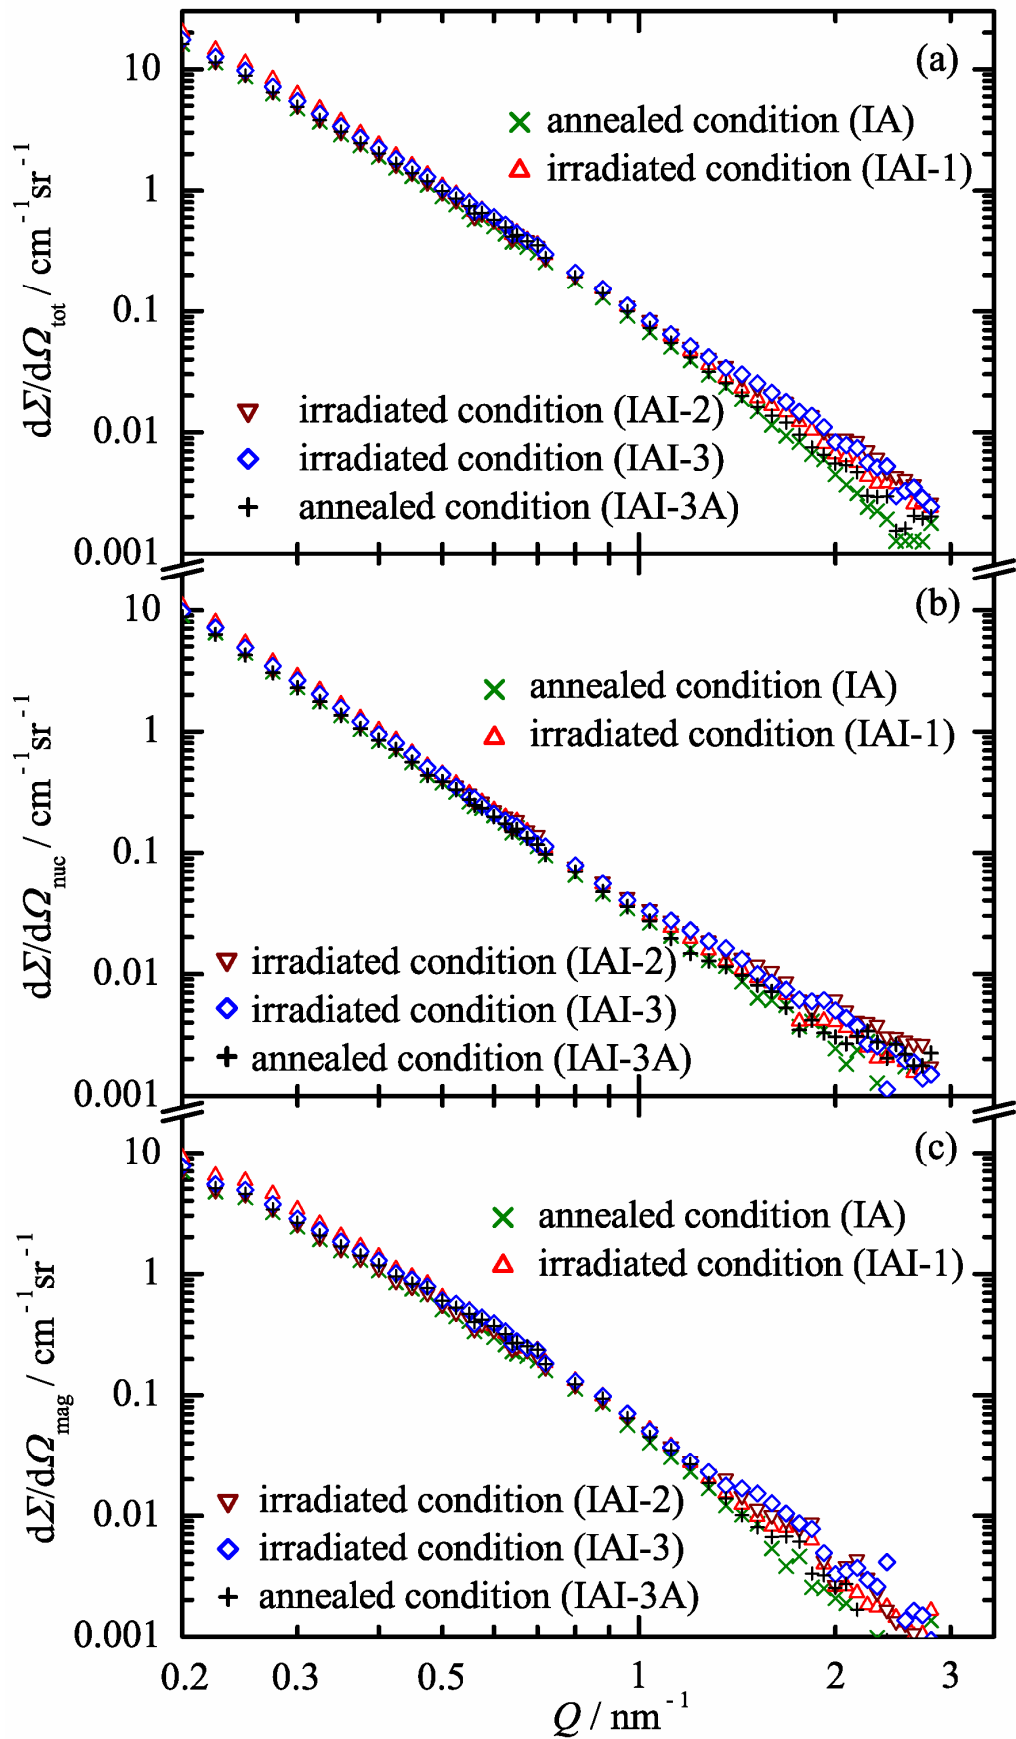 (a)
10
1
0.1
0.01
0.001
dΣ/dΩtot / cm-1sr-1
× annealed condition (IA)
△ irradiated condition (IAI-1)
▽ irradiated condition (IAI-2)
◇ irradiated condition (IAI-3)
+ annealed condition (IAI-3A)
(b)
10
1
0.1
0.01
0.001
dΣ/dΩnuc / cm-1sr-1
× annealed condition (IA)
△ irradiated condition (IAI-1)
▽ irradiated condition (IAI-2)
◇ irradiated condition (IAI-3)
+ annealed condition (IAI-3A)
(c)
10
1
0.1
0.01
0.001
dΣ/dΩmag / cm-1sr-1
× annealed condition (IA)
△ irradiated condition (IAI-1)
▽ irradiated condition (IAI-2)
◇ irradiated condition (IAI-3)
+ annealed condition (IAI-3A)
0.2 0.3 0.5 1 2 3
Q / nm-1